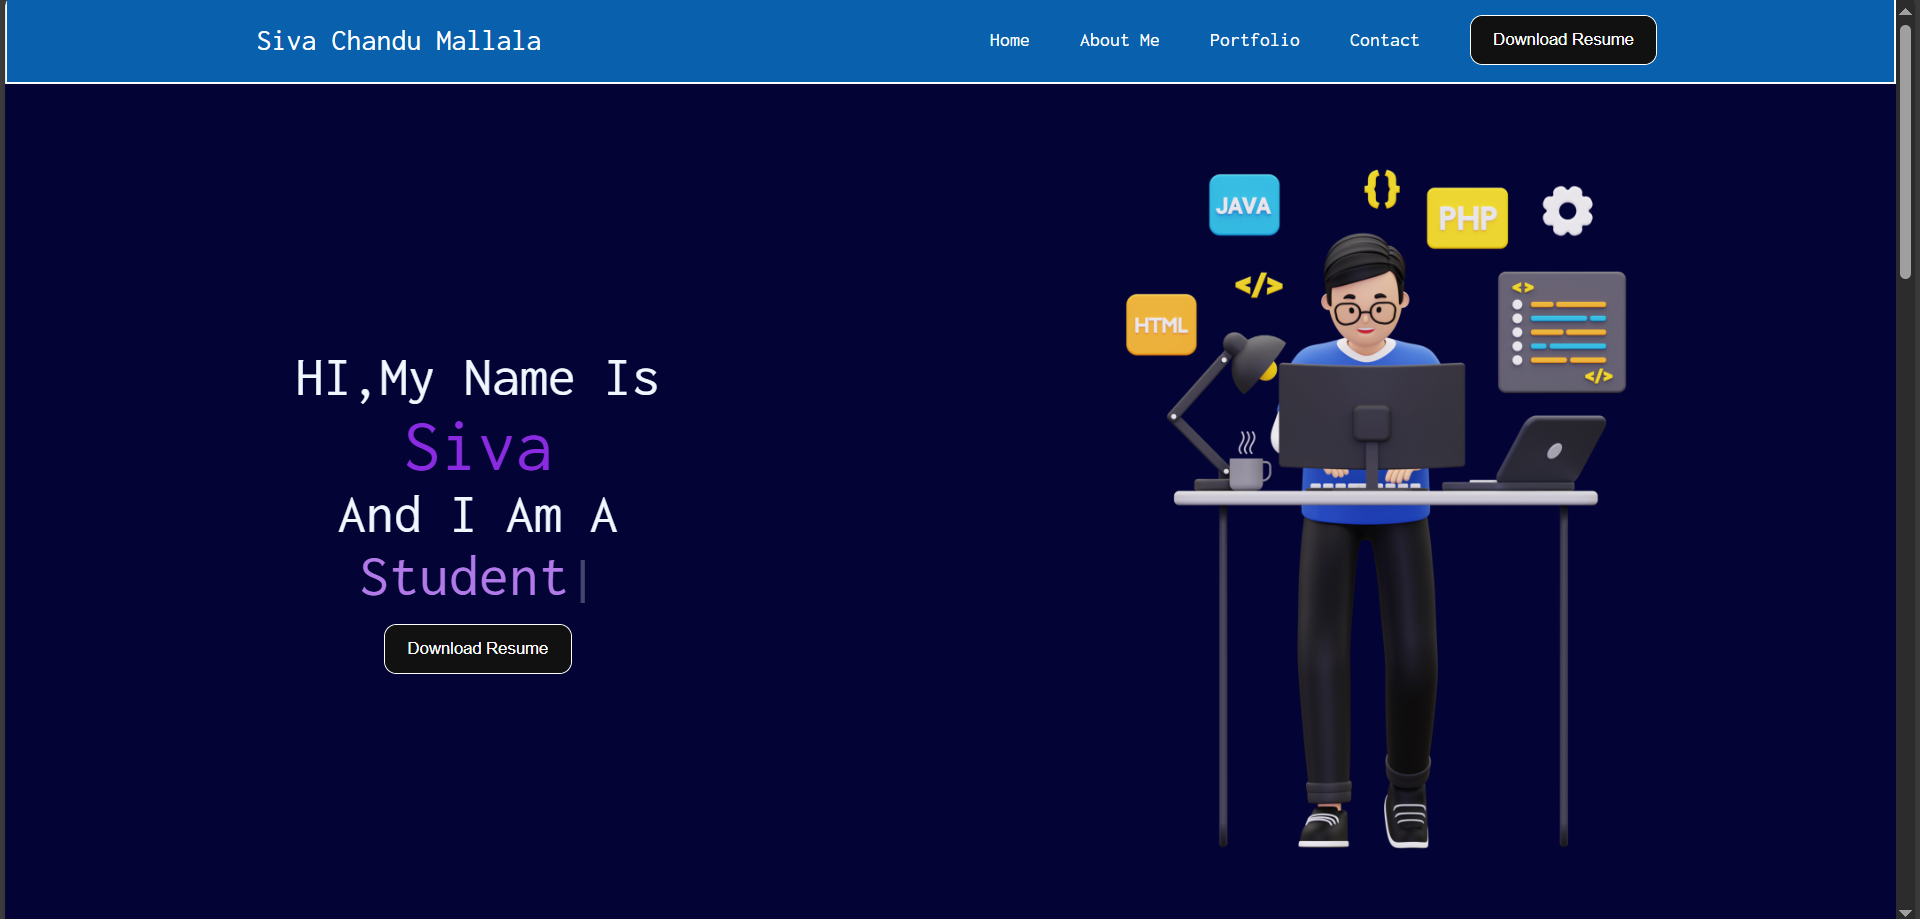 Siva Chandu Mallala
Home
About Me
Portfolio
Contact
Download Resume
HI,My Name Is
Siva
And I Am A
Student|
Download Resume
JAVA
{}
PHP
</>
HTML
<>
</>